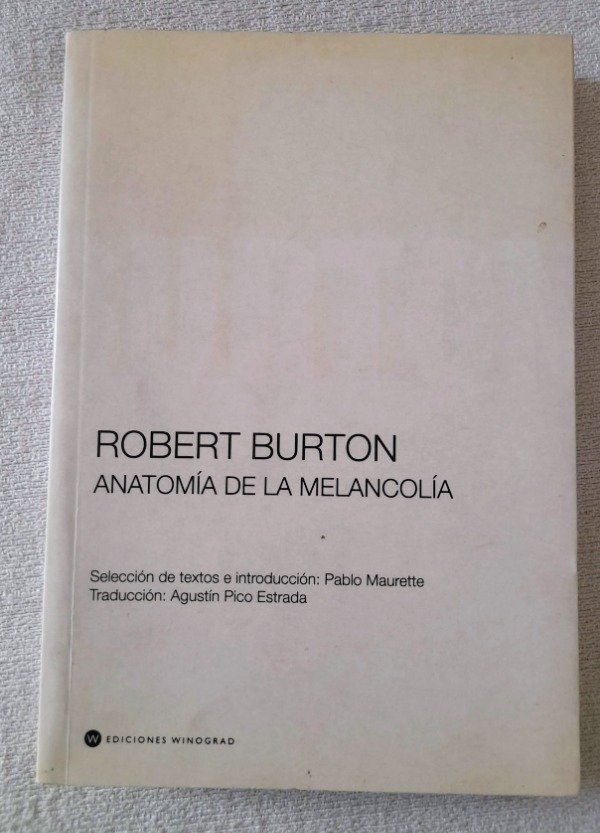 ROBERT BURTON
ANATOMÍA DE LA MELANCOLÍA
Selección de textos e introducción: Pablo Maurette
Traducción: Agustín Pico Estrada
W EDICIONES WINOGRAD